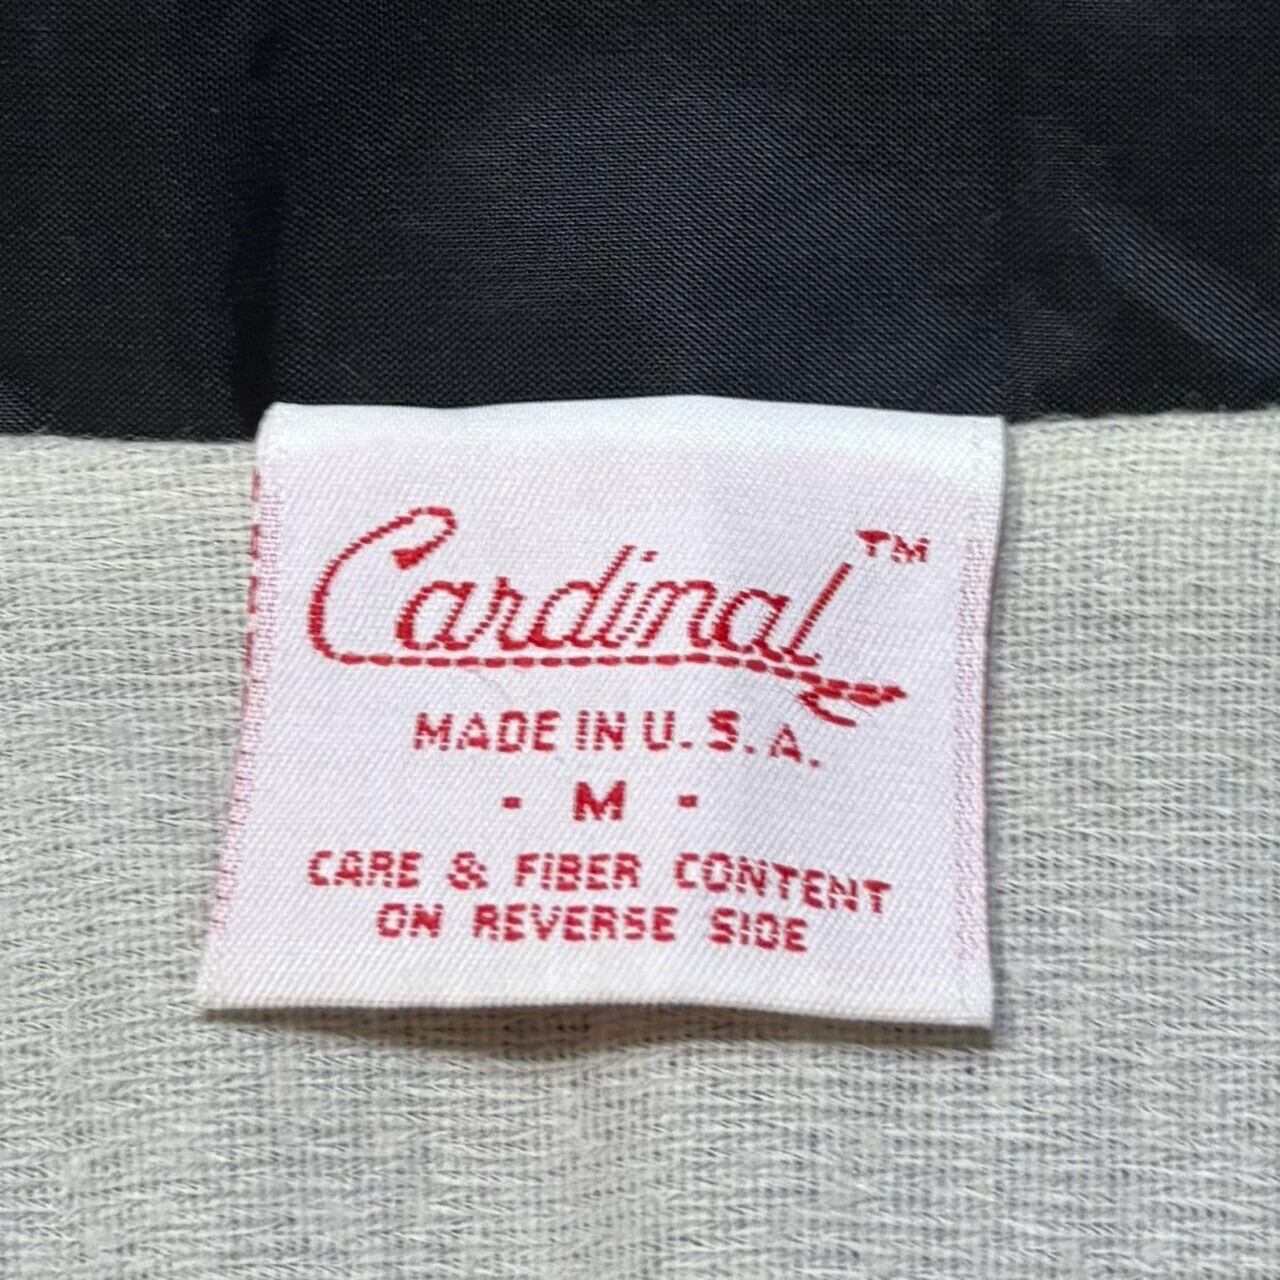 Cardinal™
MADE IN U.S.A.
- M -
CARE & FIBER CONTENT
ON REVERSE SIDE